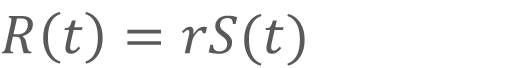 R(t) = rS(t)